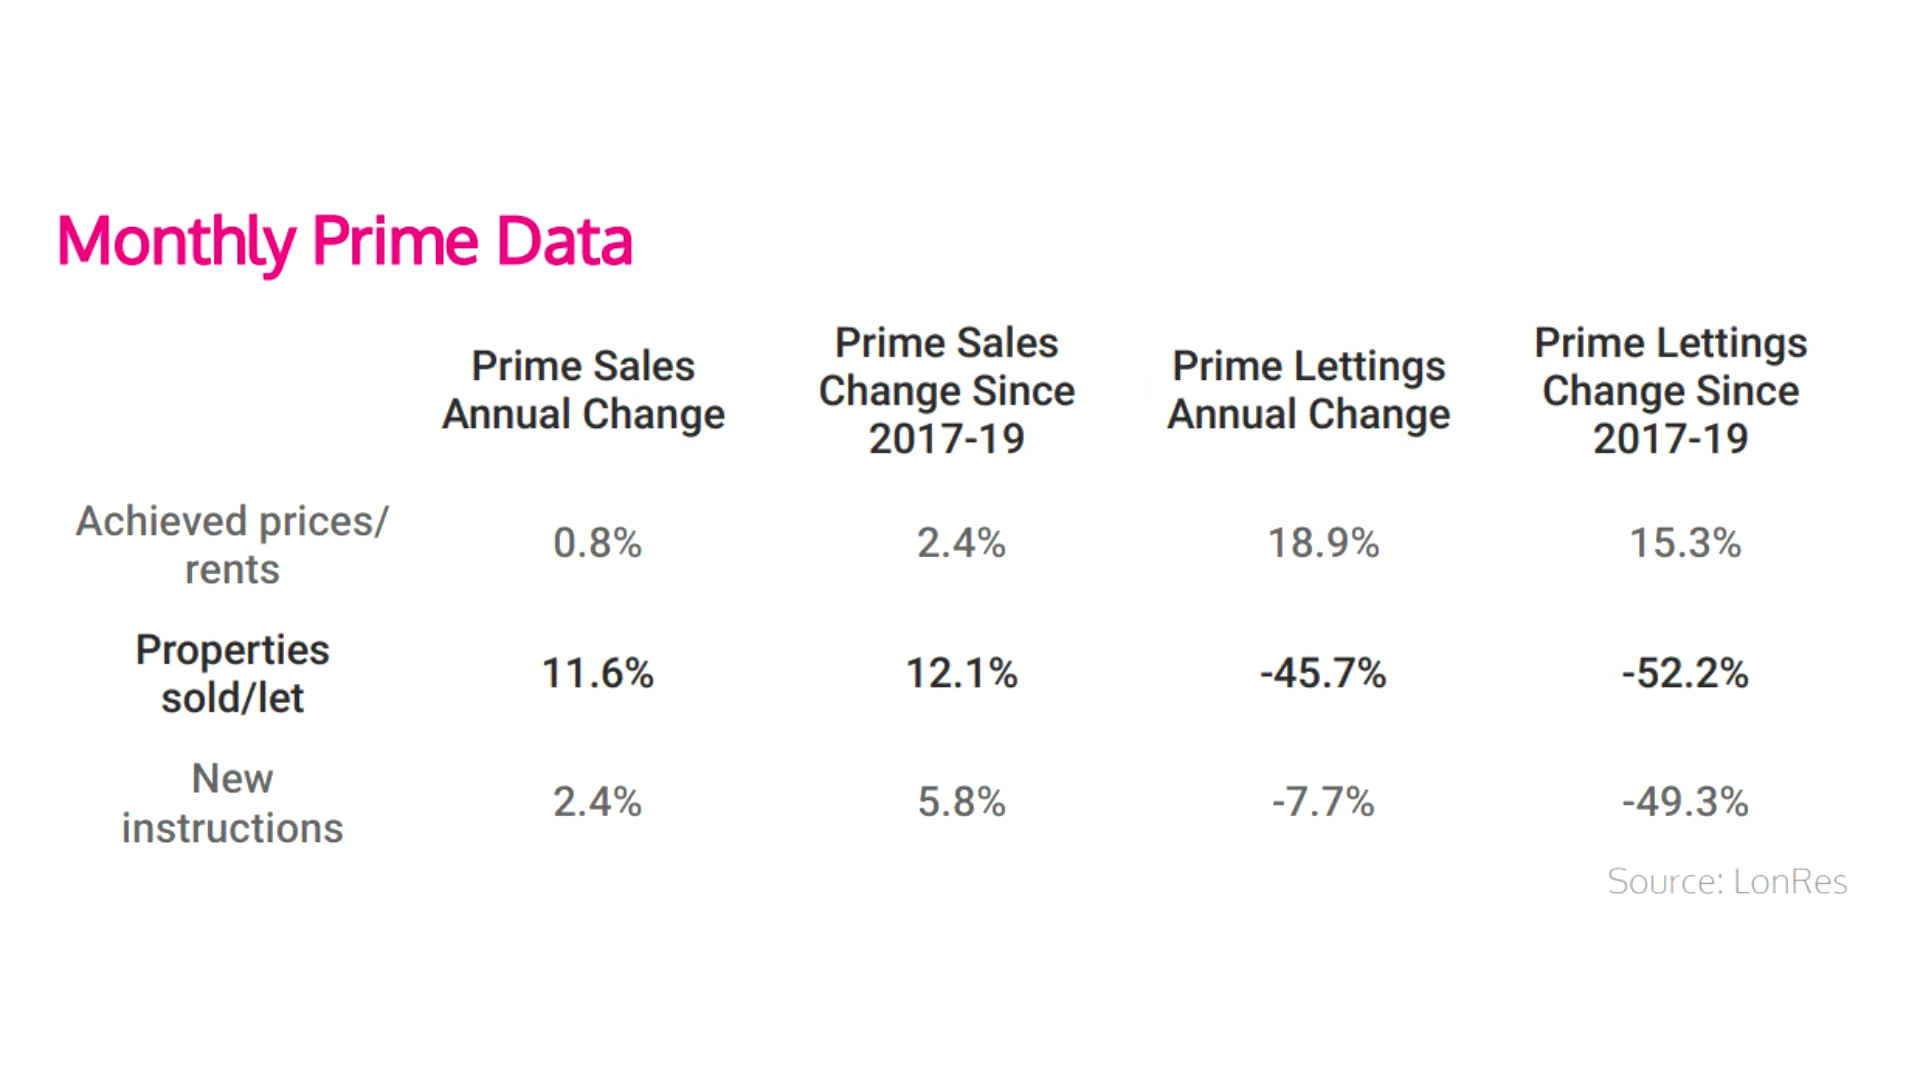 Monthly Prime Data
Prime Sales
Annual Change
Prime Sales
Change Since
2017-19
Prime Lettings
Annual Change
Prime Lettings
Change Since
2017-19
Achieved prices/
rents
0.8%
2.4%
18.9%
15.3%
Properties
sold/let
11.6%
12.1%
-45.7%
-52.2%
New
instructions
2.4%
5.8%
-7.7%
-49.3%
Source: LonRes